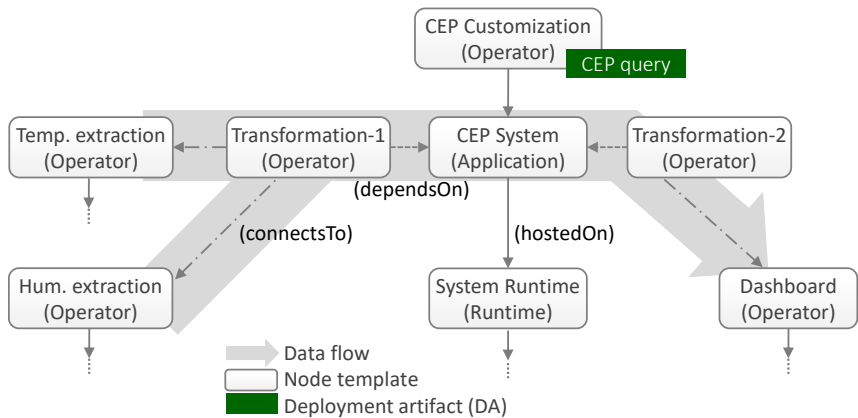 CEP Customization
(Operator)
CEP query
Temp. extraction
(Operator)
Transformation-1
(Operator)
CEP System
(Application)
Transformation-2
(Operator)
(dependsOn)
(connectsTo)
(hostedOn)
Hum. extraction
(Operator)
System Runtime
(Runtime)
Dashboard
(Operator)
Data flow
Node template
Deployment artifact (DA)